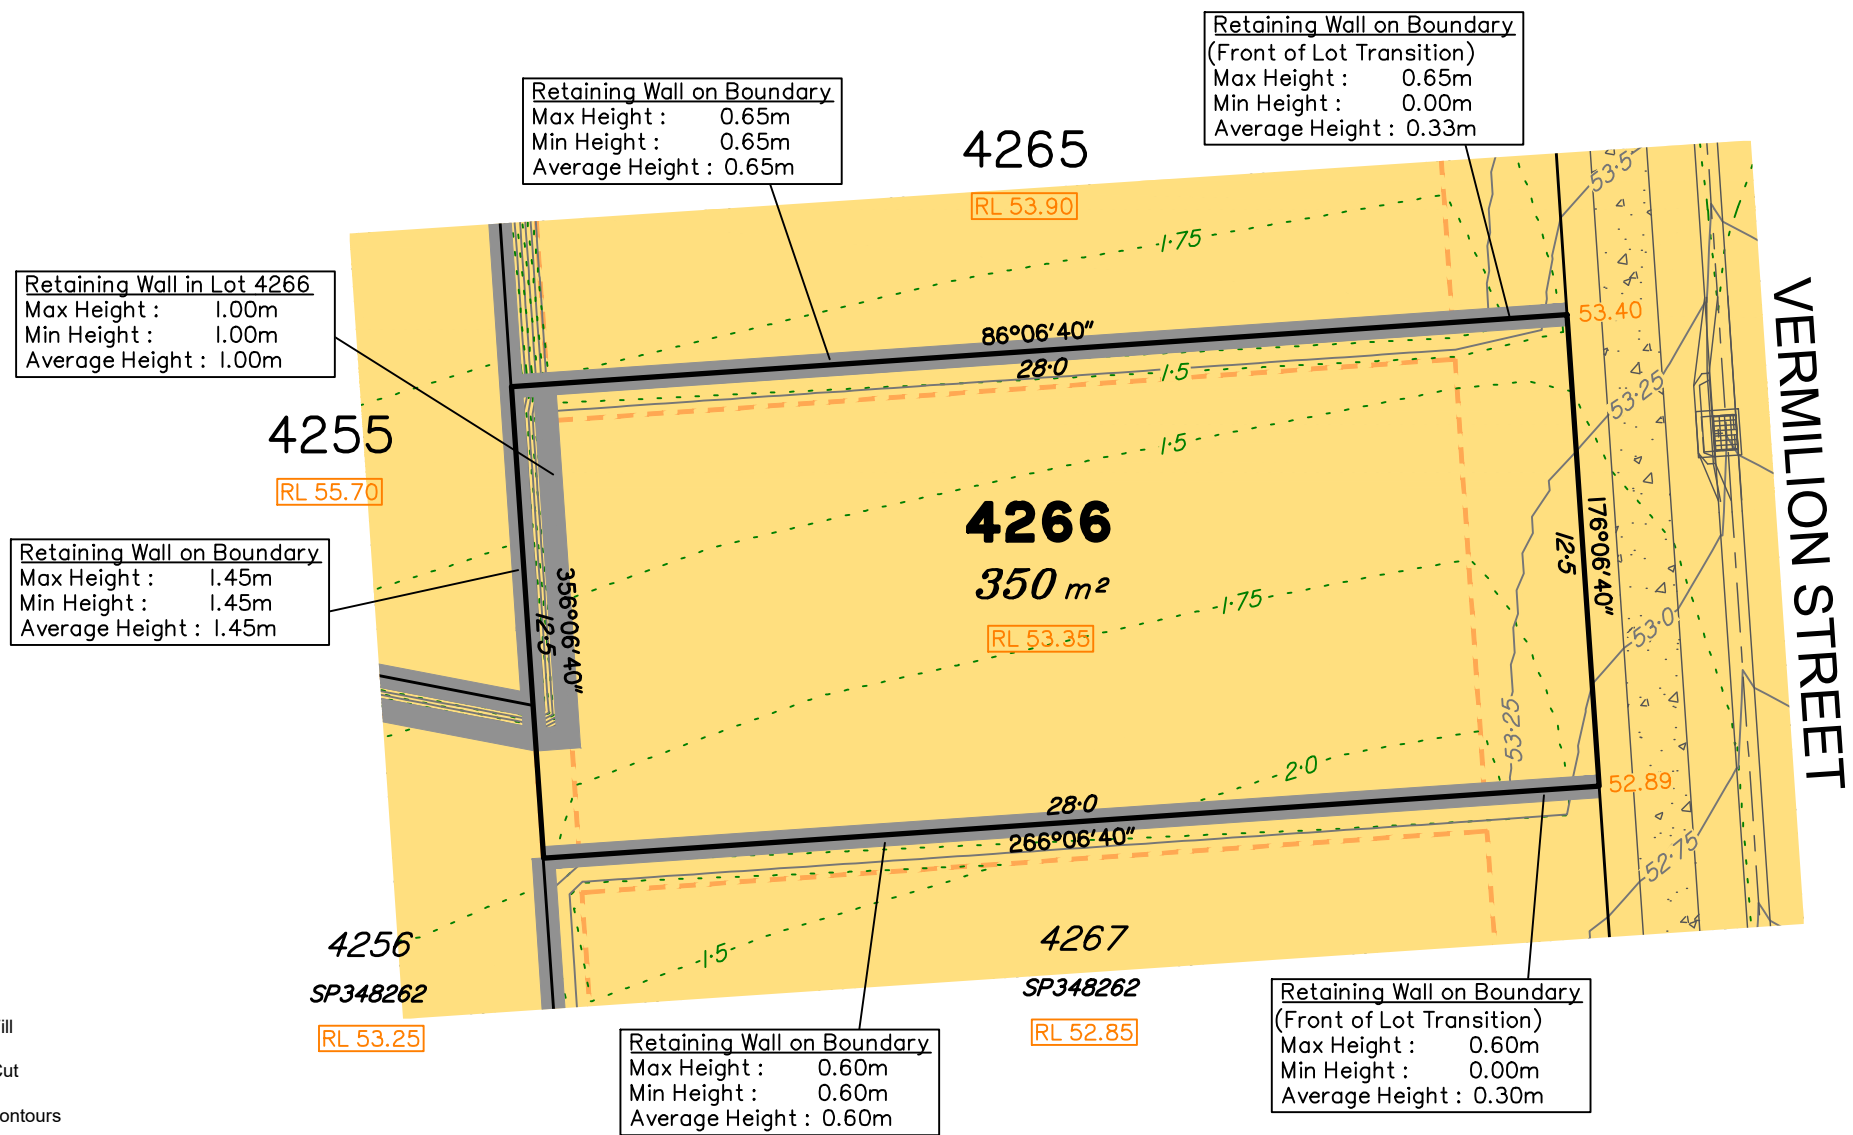 Retaining Wall on Boundary
(Front of Lot Transition)
Max Height : 0.65m
Min Height : 0.00m
Average Height : 0.33m
Retaining Wall on Boundary
Max Height : 0.65m
Min Height : 0.65m
Average Height : 0.65m
4265
RL 53.90
53.5
1.75
Retaining Wall in Lot 4266
Max Height : 1.00m
Min Height : 1.00m
Average Height : 1.00m
86°06'40"
28.0
53.40
1.5
53.25
VERMILION STREET
4255
RL 55.70
1.5
4266
350 m²
RL 53.35
176°06'40"
12.5
Retaining Wall on Boundary
Max Height : 1.45m
Min Height : 1.45m
Average Height : 1.45m
356°06'40"
12.5
1.75
53.0
53.25
2.0
52.89
28.0
266°06'40"
52.75
4256
SP348262
RL 53.25
1.5
4267
SP348262
RL 52.85
Retaining Wall on Boundary
(Front of Lot Transition)
Max Height : 0.60m
Min Height : 0.00m
Average Height : 0.30m
Retaining Wall on Boundary
Max Height : 0.60m
Min Height : 0.60m
Average Height : 0.60m
ill
Cut
ontours